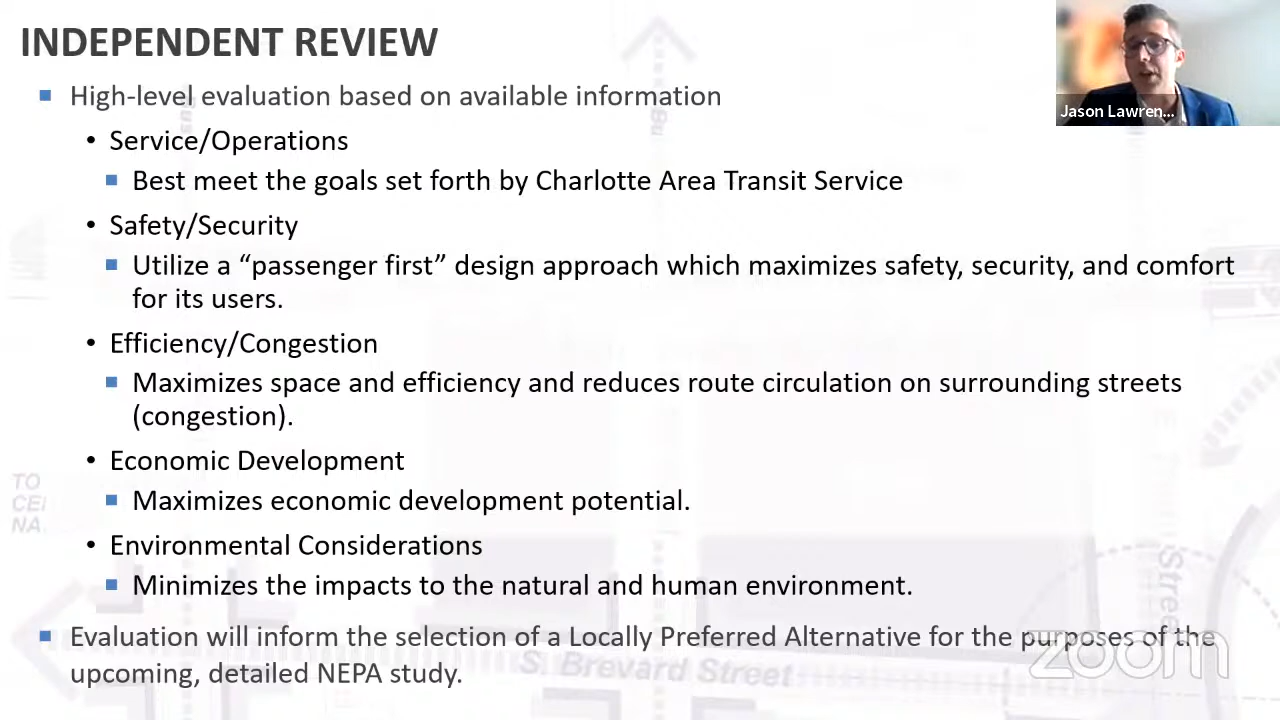 INDEPENDENT REVIEW
Jason Lawren...
▪ High-level evaluation based on available information
• Service/Operations
▪ Best meet the goals set forth by Charlotte Area Transit Service
• Safety/Security
▪ Utilize a “passenger first” design approach which maximizes safety, security, and comfort
for its users.
• Efficiency/Congestion
▪ Maximizes space and efficiency and reduces route circulation on surrounding streets
(congestion).
• Economic Development
▪ Maximizes economic development potential.
• Environmental Considerations
▪ Minimizes the impacts to the natural and human environment.
▪ Evaluation will inform the selection of a Locally Preferred Alternative for the purposes of the
upcoming, detailed NEPA study.
TO
S. Brevard Street
zoom